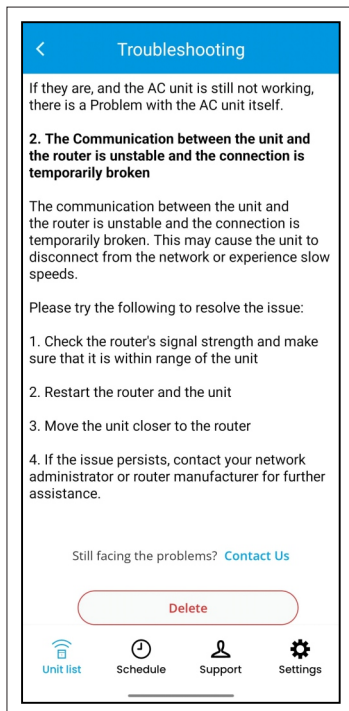 Troubleshooting
If they are, and the AC unit is still not working,
there is a Problem with the AC unit itself.
2. The Communication between the unit and
the router is unstable and the connection is
temporarily broken
The communication between the unit and
the router is unstable and the connection is
temporarily broken. This may cause the unit to
disconnect from the network or experience slow
speeds.
Please try the following to resolve the issue:
1. Check the router's signal strength and make
sure that it is within range of the unit
2. Restart the router and the unit
3. Move the unit closer to the router
4. If the issue persists, contact your network
administrator or router manufacturer for further
assistance.
Still facing the problems? Contact Us
Delete
Unit list Schedule Support Settings